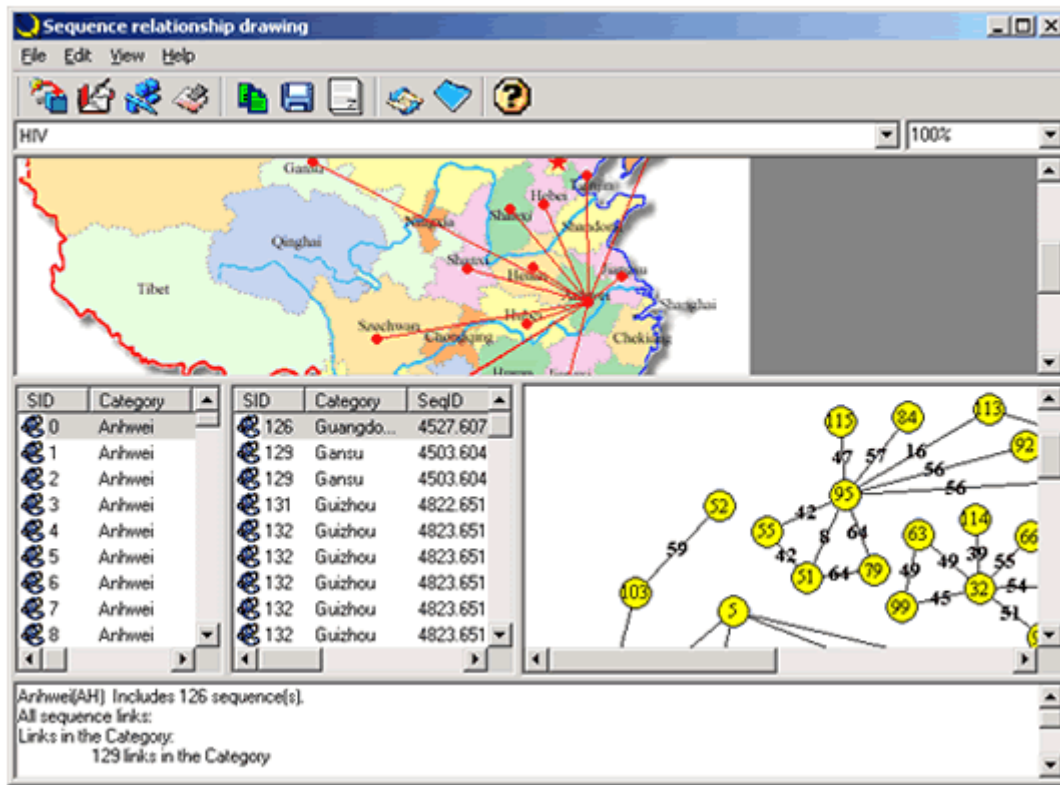 Sequence relationship drawing
File Edit View Help
HIV 100%
Gansu
Tianjin
Hebei
Ningxia Shanxi
Shandong
Qinghai
Shanxi Henan Jiangsu
Tibet Anhwei Shanghai
Hubei
Szechwan Chongqing Chekiang
SID Category SID Category SeqID
0 Anhwei 126 Guangdo... 4527.607
1 Anhwei 129 Gansu 4503.604
2 Anhwei 129 Gansu 4503.604
3 Anhwei 131 Guizhou 4822.651
4 Anhwei 132 Guizhou 4823.651
5 Anhwei 132 Guizhou 4823.651
6 Anhwei 132 Guizhou 4823.651
7 Anhwei 132 Guizhou 4823.651
8 Anhwei 132 Guizhou 4823.651
115 84 113
47 57 16 92
56
95 56
52 42 8 64
55 63 114 66
59 42 49 49 39 55
51 64 79
103 99 45 32 54
5 51
Anhwei(AH) Includes 126 sequence(s).
All sequence links:
Links in the Category:
129 links in the Category